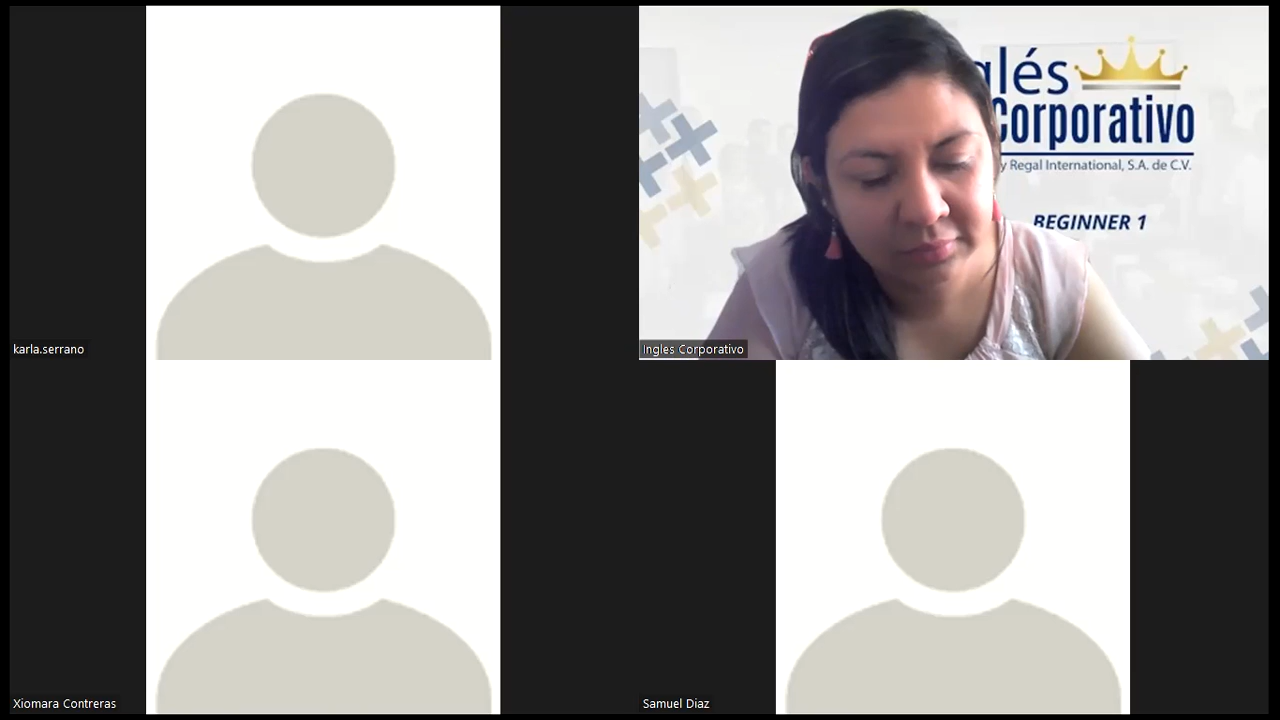 glés
Corporativo
y Regal International, S.A. de C.V.
BEGINNER 1
karla.serrano
Ingles Corporativo
Xiomara Contreras
Samuel Diaz